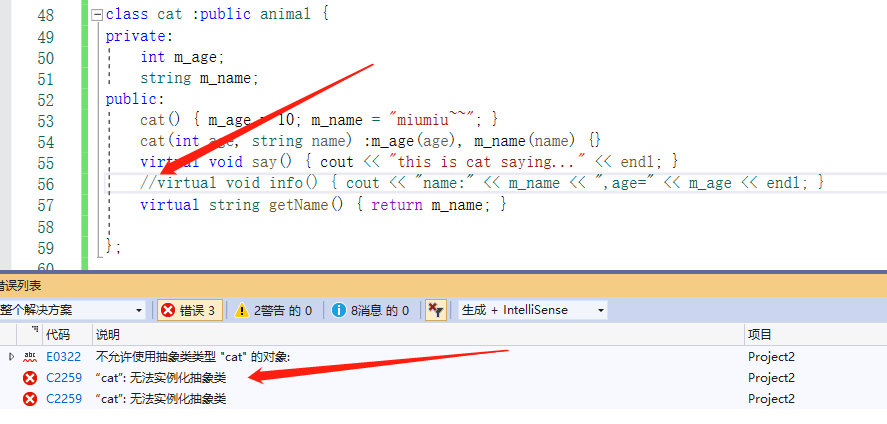 48 class cat :public animal {
49 private:
50 int m_age;
51 string m_name;
52 public:
53 cat() { m_age 10; m_name = "miumiu~~"; }
54 cat(int age, string name) :m_age(age), m_name(name) {}
55 virtual void say() { cout << "this is cat saying..." << endl; }
56 //virtual void info() { cout << "name:" << m_name << ",age=" << m_age << endl; }
57 virtual string getName() { return m_name; }
58
59 };
60
错误列表
整个解决方案 错误 3 2警告 的 0 8消息 的 0 生成 + IntelliSense
代码 说明 项目
abc E0322 不允许使用抽象类类型 "cat" 的对象: Project2
C2259 “cat”: 无法实例化抽象类 Project2
C2259 “cat”: 无法实例化抽象类 Project2